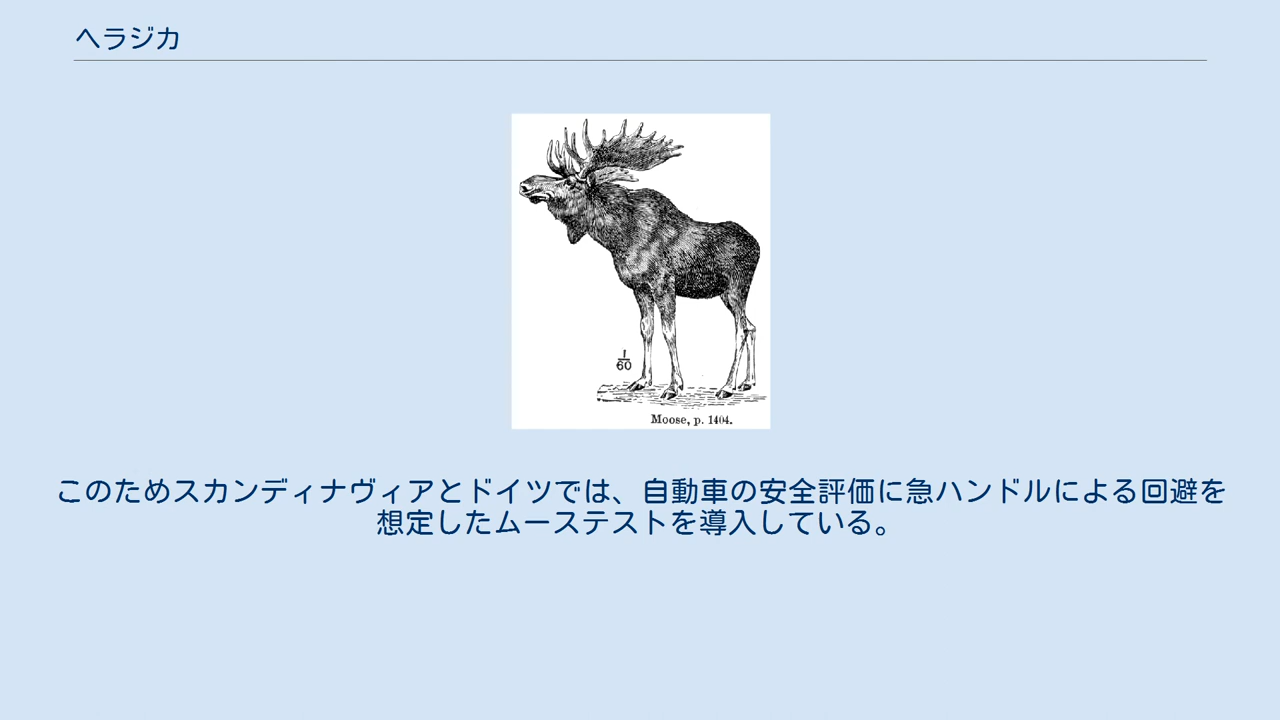 ヘラジカ
1
60
Moose, p. 1404.
このためスカンディナヴィアとドイツでは、自動車の安全評価に急ハンドルによる回避を
想定したムーステストを導入している。